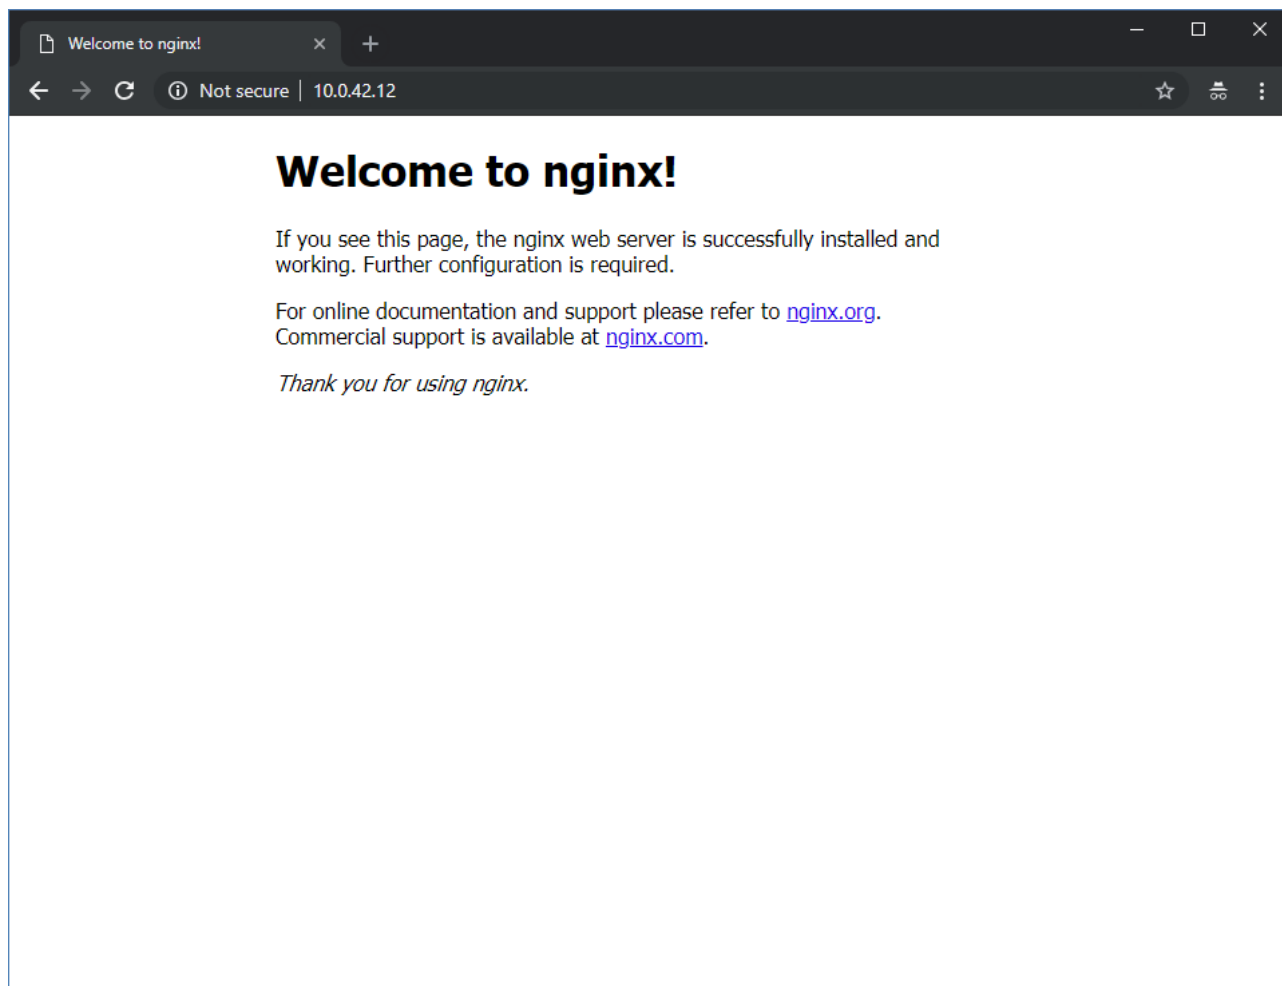 Welcome to nginx!
Not secure | 10.0.42.12
Welcome to nginx!
If you see this page, the nginx web server is successfully installed and
working. Further configuration is required.
For online documentation and support please refer to nginx.org.
Commercial support is available at nginx.com.
Thank you for using nginx.